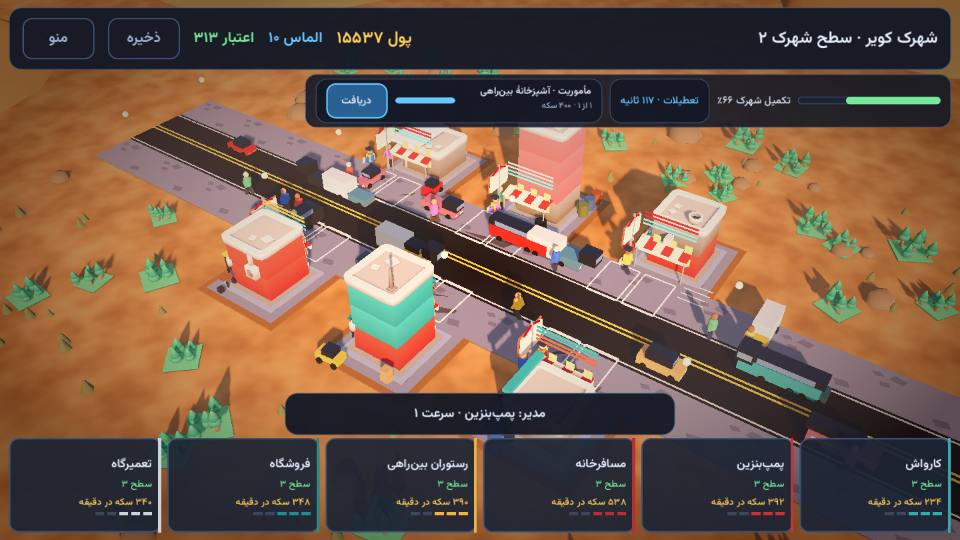 شهرک کویر · سطح شهرک ۲
پول ۱۵۵۳۷
الماس ۱۰
اعتبار ۳۱۳
ذخیره
منو
تکمیل شهرک ۶۶٪
تعطیلات · ۱۱۷ ثانیه
مأموریت · آشپزخانهٔ بین‌راهی
۱ از ۱ · ۴۰۰ سکه
دریافت
مدیر: پمپ‌بنزین · سرعت ۱
کارواش
سطح ۳
۲۳۴ سکه در دقیقه
پمپ‌بنزین
سطح ۳
۳۹۲ سکه در دقیقه
مسافرخانه
سطح ۳
۵۳۸ سکه در دقیقه
رستوران بین‌راهی
سطح ۳
۳۹۰ سکه در دقیقه
فروشگاه
سطح ۳
۳۴۸ سکه در دقیقه
تعمیرگاه
سطح ۳
۳۴۰ سکه در دقیقه